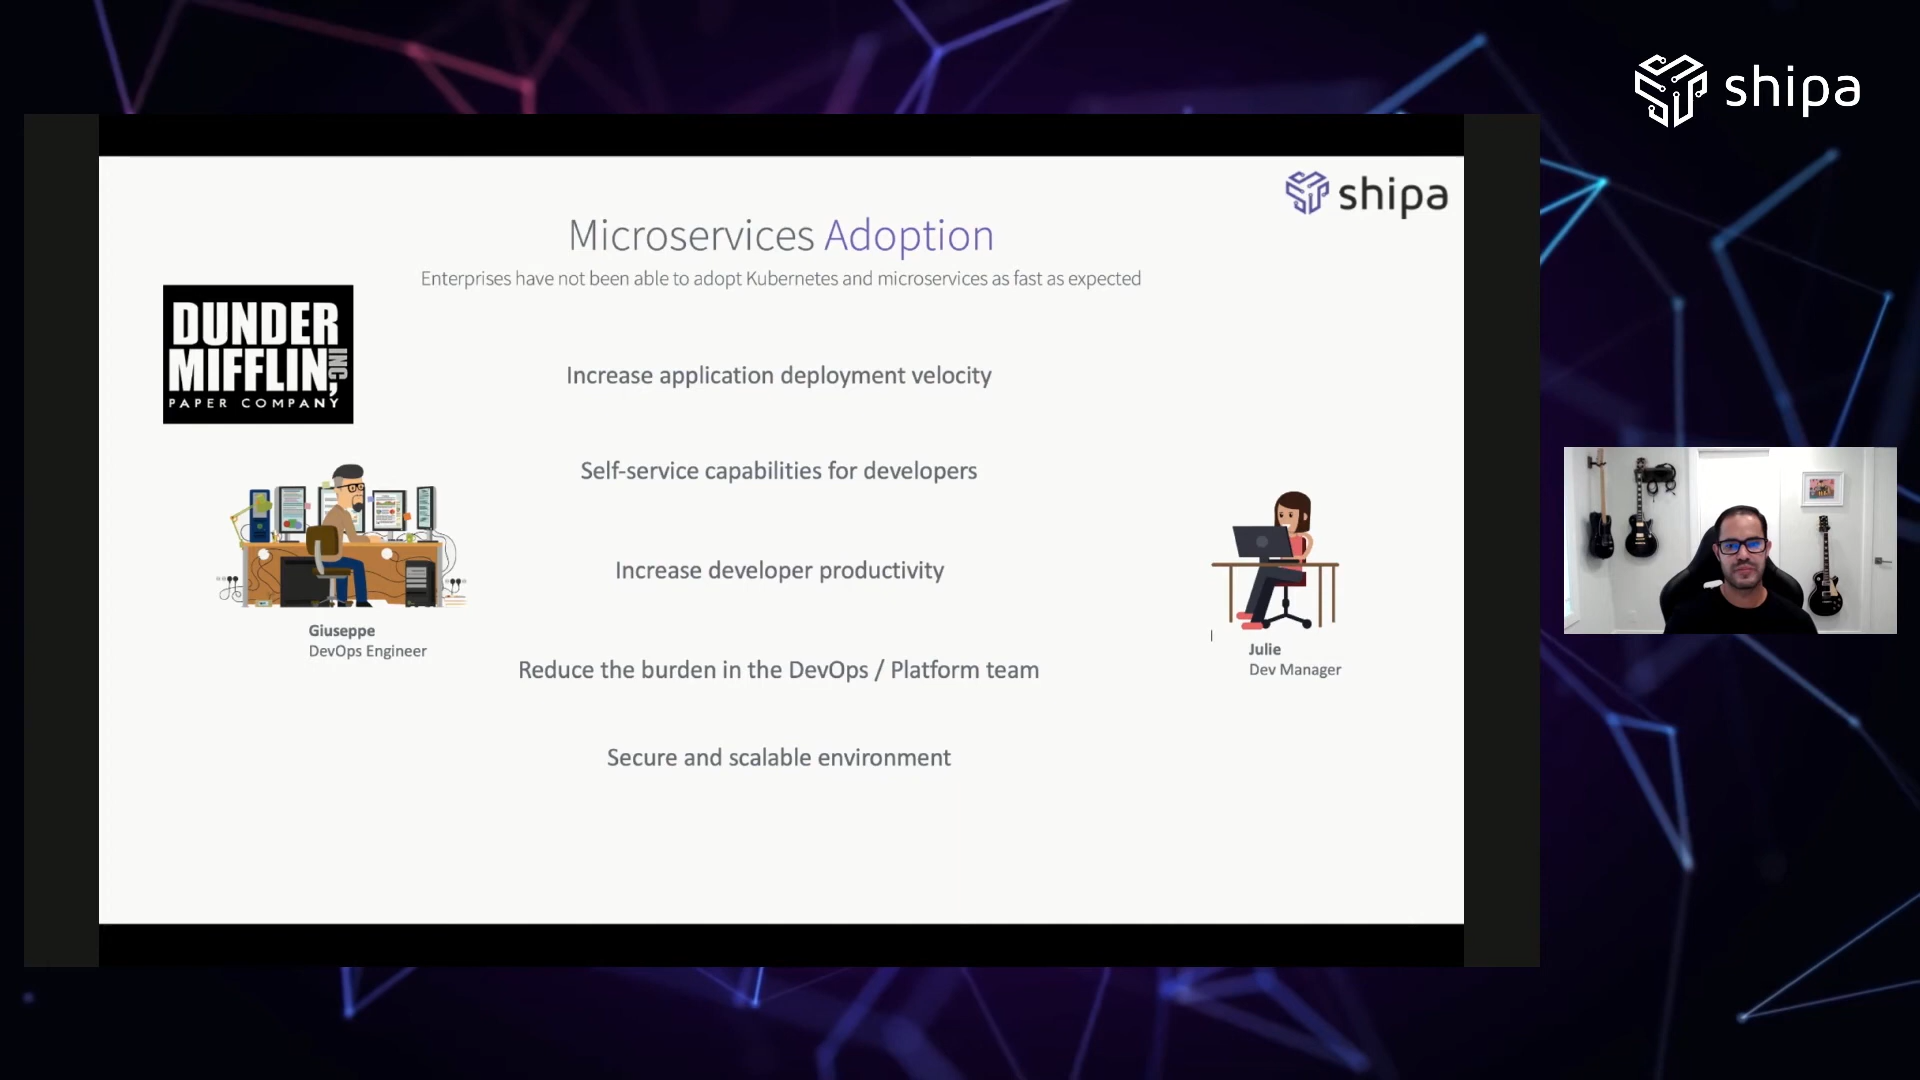 shipa
shipa
Microservices Adoption
Enterprises have not been able to adopt Kubernetes and microservices as fast as expected
DUNDER
MIFFLIN,
INC
PAPER COMPANY
Increase application deployment velocity
Self-service capabilities for developers
Increase developer productivity
Giuseppe
DevOps Engineer
Julie
Dev Manager
Reduce the burden in the DevOps / Platform team
Secure and scalable environment